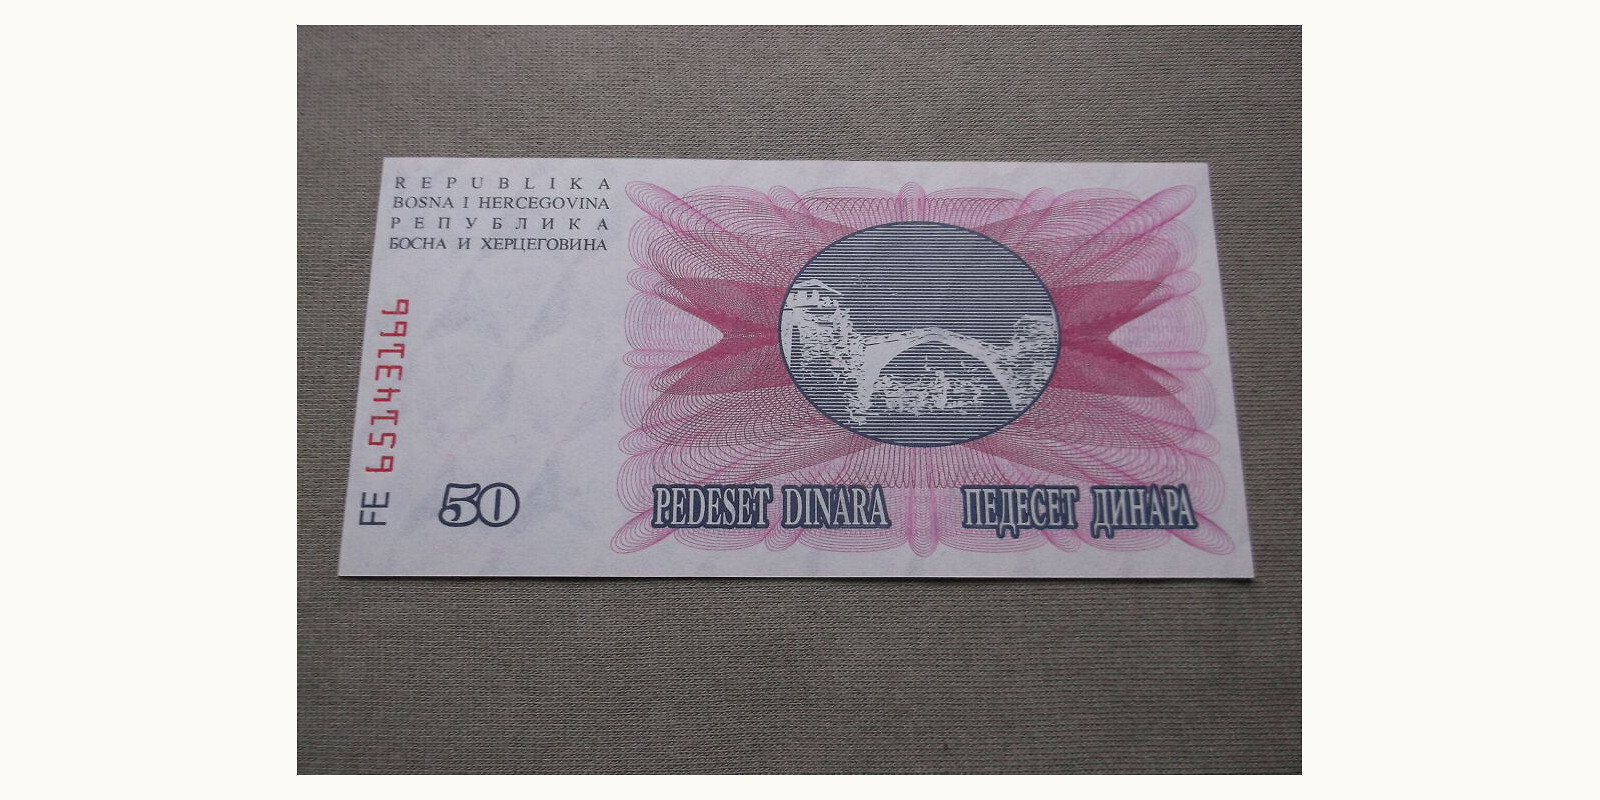 REPUBLIKA
BOSNA I HERCEGOVINA
РЕПУБЛИКА
БОСНА И ХЕРЦЕГОВИНА
FE 65143166
50
PEDESET DINARA
ПЕДЕСЕТ ДИНАРА